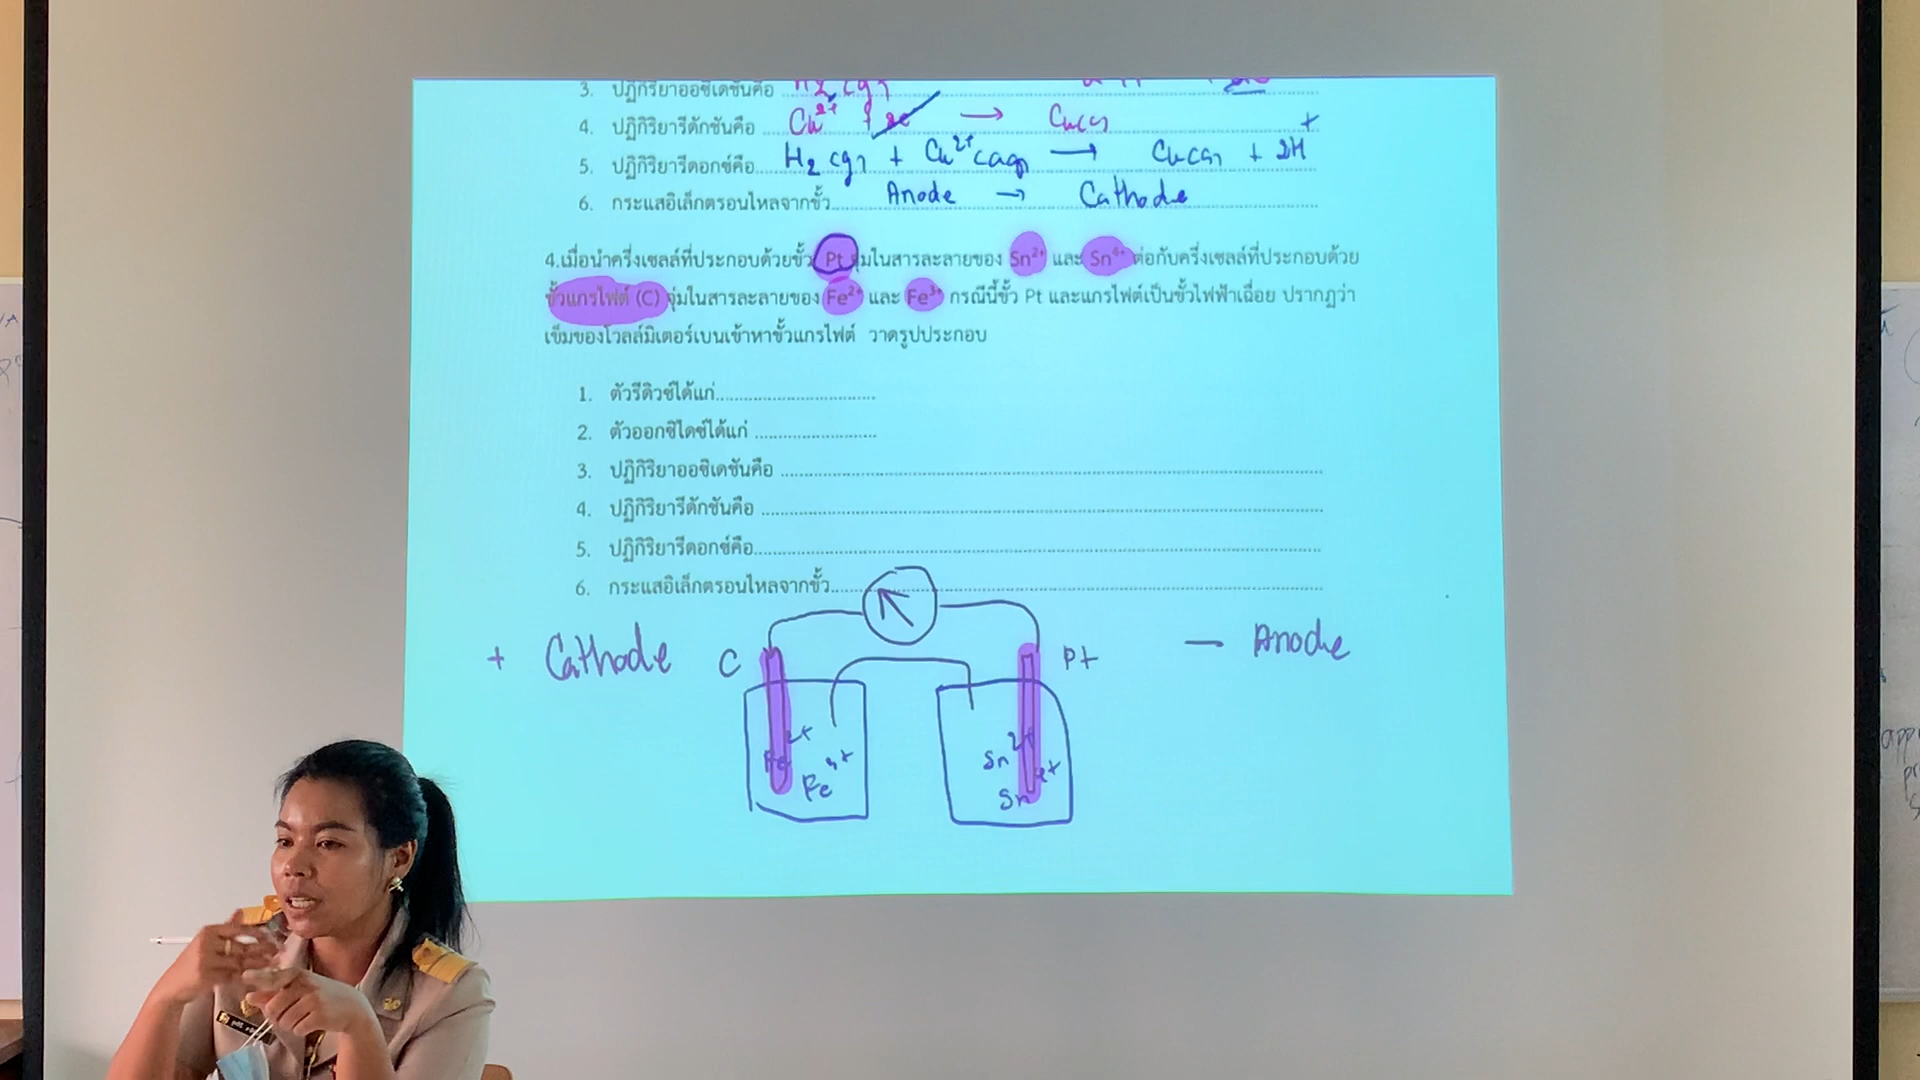 3. ปฏิกิริยาออซิเดชันคือ H2 (g)
4. ปฏิกิริยารีดักชันคือ Cu2+ + 2e → Cu(s)
5. ปฏิกิริยารีดอกซ์คือ H2 (g) + Cu2+ (aq) → Cu(s) + 2H+
6. กระแสอิเล็กตรอนไหลจากขั้ว Anode → Cathode
4.เมื่อนำครึ่งเซลล์ที่ประกอบด้วยขั้ว Pt จุ่มในสารละลายของ Sn2+ และ Sn4+ ต่อกับครึ่งเซลล์ที่ประกอบด้วย
ขั้วแกรไฟต์ (C) จุ่มในสารละลายของ Fe2+ และ Fe3+ กรณีนี้ขั้ว Pt และแกรไฟต์เป็นขั้วไฟฟ้าเฉื่อย ปรากฏว่า
เข็มของโวลล์มิเตอร์เบนเข้าหาขั้วแกรไฟต์ วาดรูปประกอบ
1. ตัวรีดิวซ์ได้แก่
2. ตัวออกซิไดซ์ได้แก่
3. ปฏิกิริยาออซิเดชันคือ
4. ปฏิกิริยารีดักชันคือ
5. ปฏิกิริยารีดอกซ์คือ
6. กระแสอิเล็กตรอนไหลจากขั้ว
+ Cathode C Pt - Anode
Fe2+ Sn2+
Fe3+ Sn4+